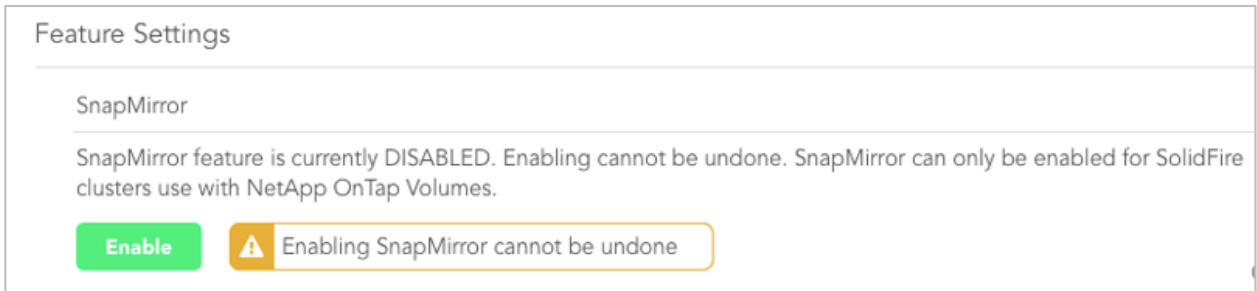 Feature Settings
SnapMirror
SnapMirror feature is currently DISABLED. Enabling cannot be undone. SnapMirror can only be enabled for SolidFire
clusters use with NetApp OnTap Volumes.
Enable Enabling SnapMirror cannot be undone